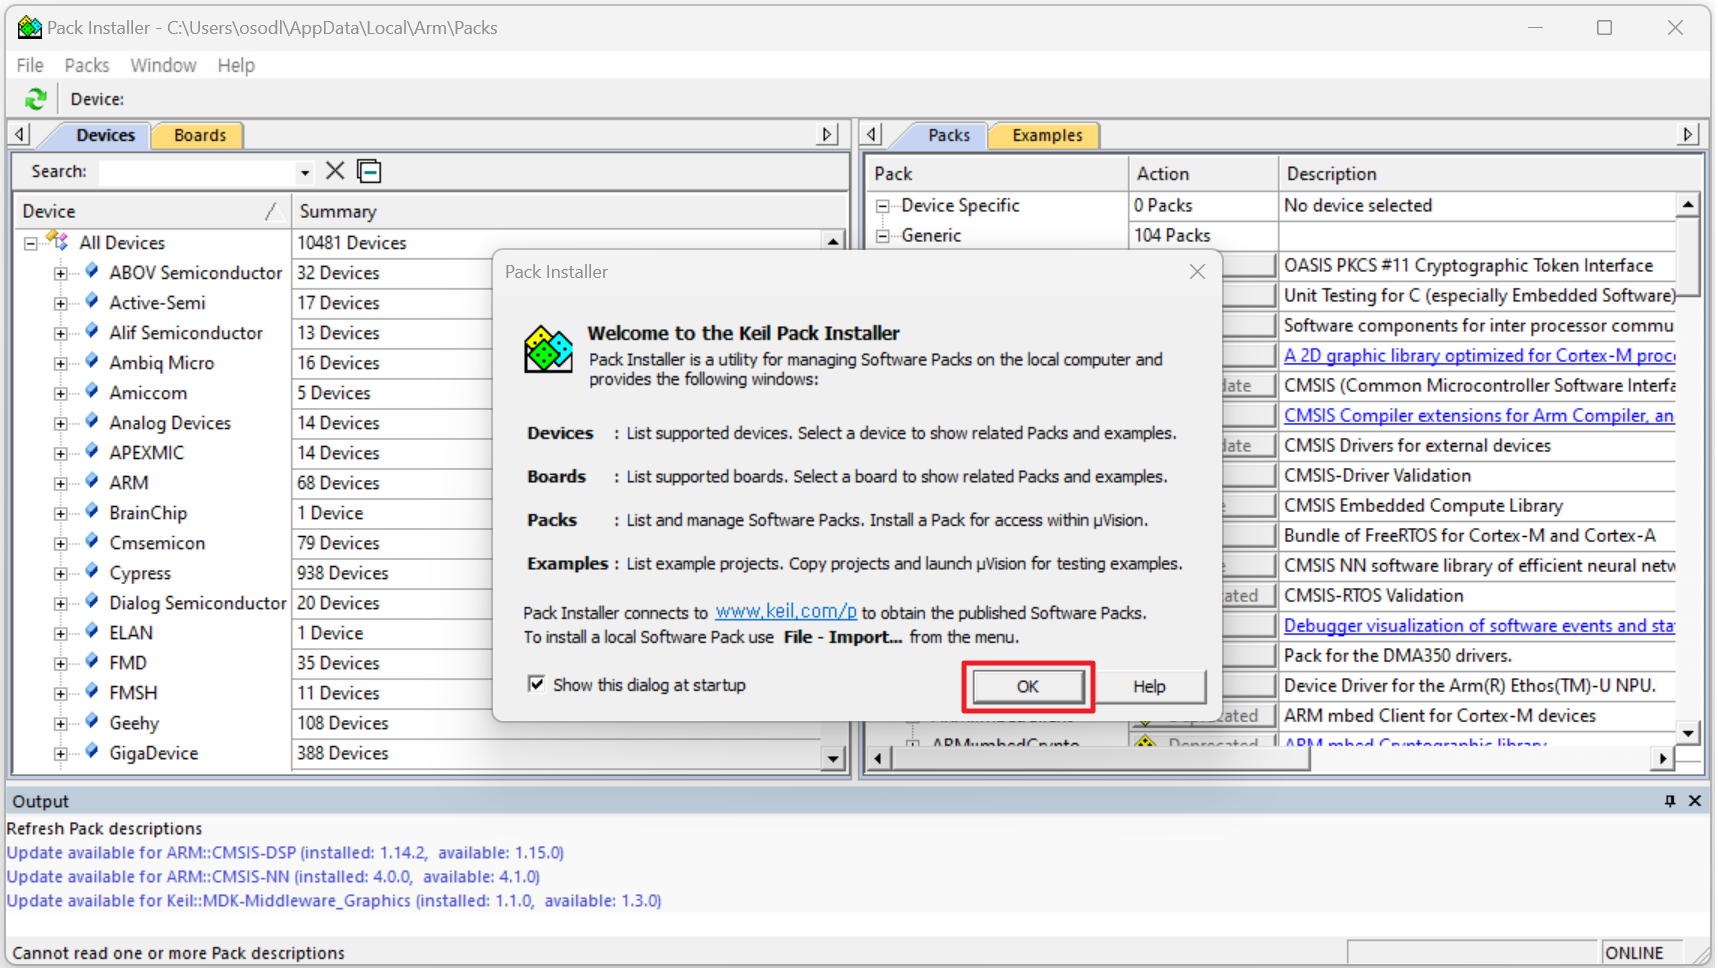 Pack Installer - C:\Users\osodl\AppData\Local\Arm\Packs
File Packs Window Help
Device:
Devices Boards
Search:
Device Summary
All Devices 10481 Devices
ABOV Semiconductor 32 Devices
Active-Semi 17 Devices
Alif Semiconductor 13 Devices
Ambiq Micro 16 Devices
Amiccom 5 Devices
Analog Devices 14 Devices
APEXMIC 14 Devices
ARM 68 Devices
BrainChip 1 Device
Cmsemicon 79 Devices
Cypress 938 Devices
Dialog Semiconductor 20 Devices
ELAN 1 Device
FMD 35 Devices
FMSH 11 Devices
Geehy 108 Devices
GigaDevice 388 Devices
Packs Examples
Pack Action Description
Device Specific 0 Packs No device selected
Generic 104 Packs
OASIS PKCS #11 Cryptographic Token Interface
Unit Testing for C (especially Embedded Software)
Software components for inter processor commu
A 2D graphic library optimized for Cortex-M proc
CMSIS (Common Microcontroller Software Interfa
CMSIS Compiler extensions for Arm Compiler, an
CMSIS Drivers for external devices
CMSIS-Driver Validation
CMSIS Embedded Compute Library
Bundle of FreeRTOS for Cortex-M and Cortex-A
CMSIS NN software library of efficient neural netw
CMSIS-RTOS Validation
Debugger visualization of software events and sta
Pack for the DMA350 drivers.
Device Driver for the Arm(R) Ethos(TM)-U NPU.
ARM mbed Client for Cortex-M devices
ARM mbed Cryptographic library
Pack Installer
Welcome to the Keil Pack Installer
Pack Installer is a utility for managing Software Packs on the local computer and
provides the following windows:
Devices : List supported devices. Select a device to show related Packs and examples.
Boards : List supported boards. Select a board to show related Packs and examples.
Packs : List and manage Software Packs. Install a Pack for access within µVision.
Examples : List example projects. Copy projects and launch µVision for testing examples.
Pack Installer connects to www.keil.com/p to obtain the published Software Packs.
To install a local Software Pack use File - Import... from the menu.
Show this dialog at startup
OK Help
Output
Refresh Pack descriptions
Update available for ARM::CMSIS-DSP (installed: 1.14.2, available: 1.15.0)
Update available for ARM::CMSIS-NN (installed: 4.0.0, available: 4.1.0)
Update available for Keil::MDK-Middleware_Graphics (installed: 1.1.0, available: 1.3.0)
Cannot read one or more Pack descriptions
ONLINE